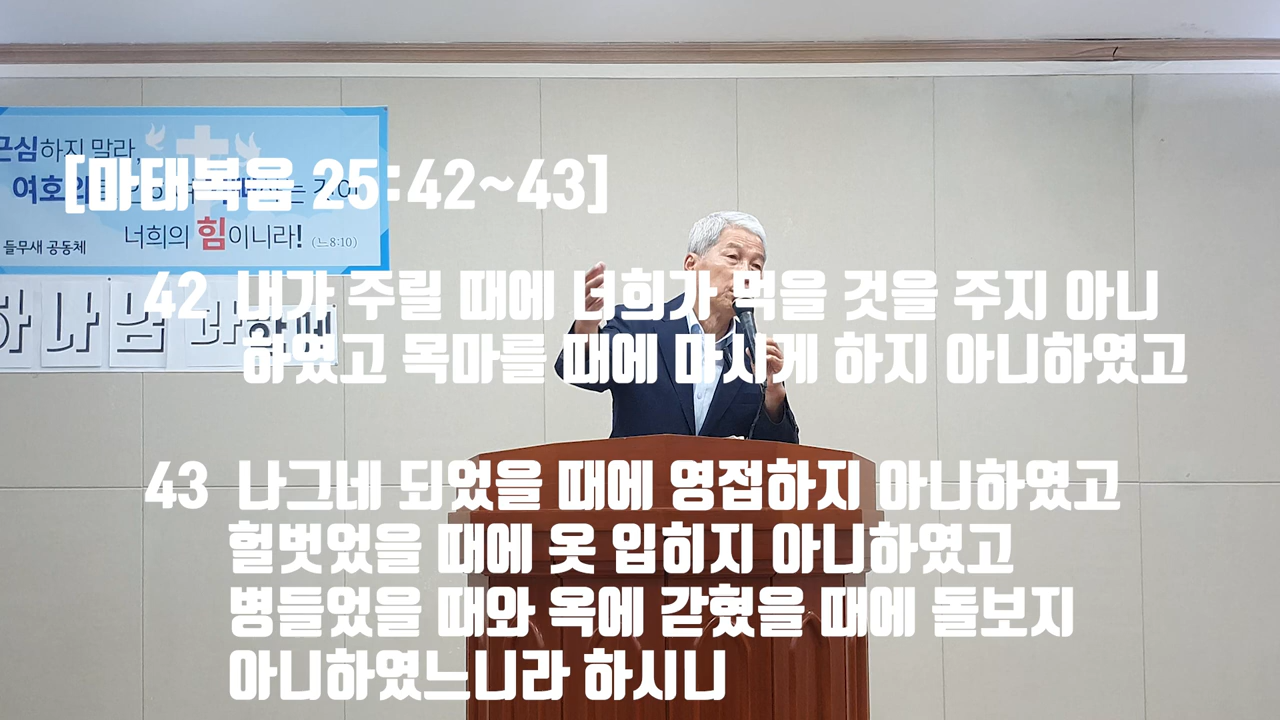 근심하지 말라,
[마태복음 25:42~43]
여호와
너희의 힘이니라! (느8:10)
들무새 공동체
42 내가 주릴 때에 너희가 먹을 것을 주지 아니
하였고 목마를 때에 마시게 하지 아니하였고
하나님 과 함께
43 나그네 되었을 때에 영접하지 아니하였고
헐벗었을 때에 옷 입히지 아니하였고
병들었을 때와 옥에 갇혔을 때에 돌보지
아니하였느니라 하시니